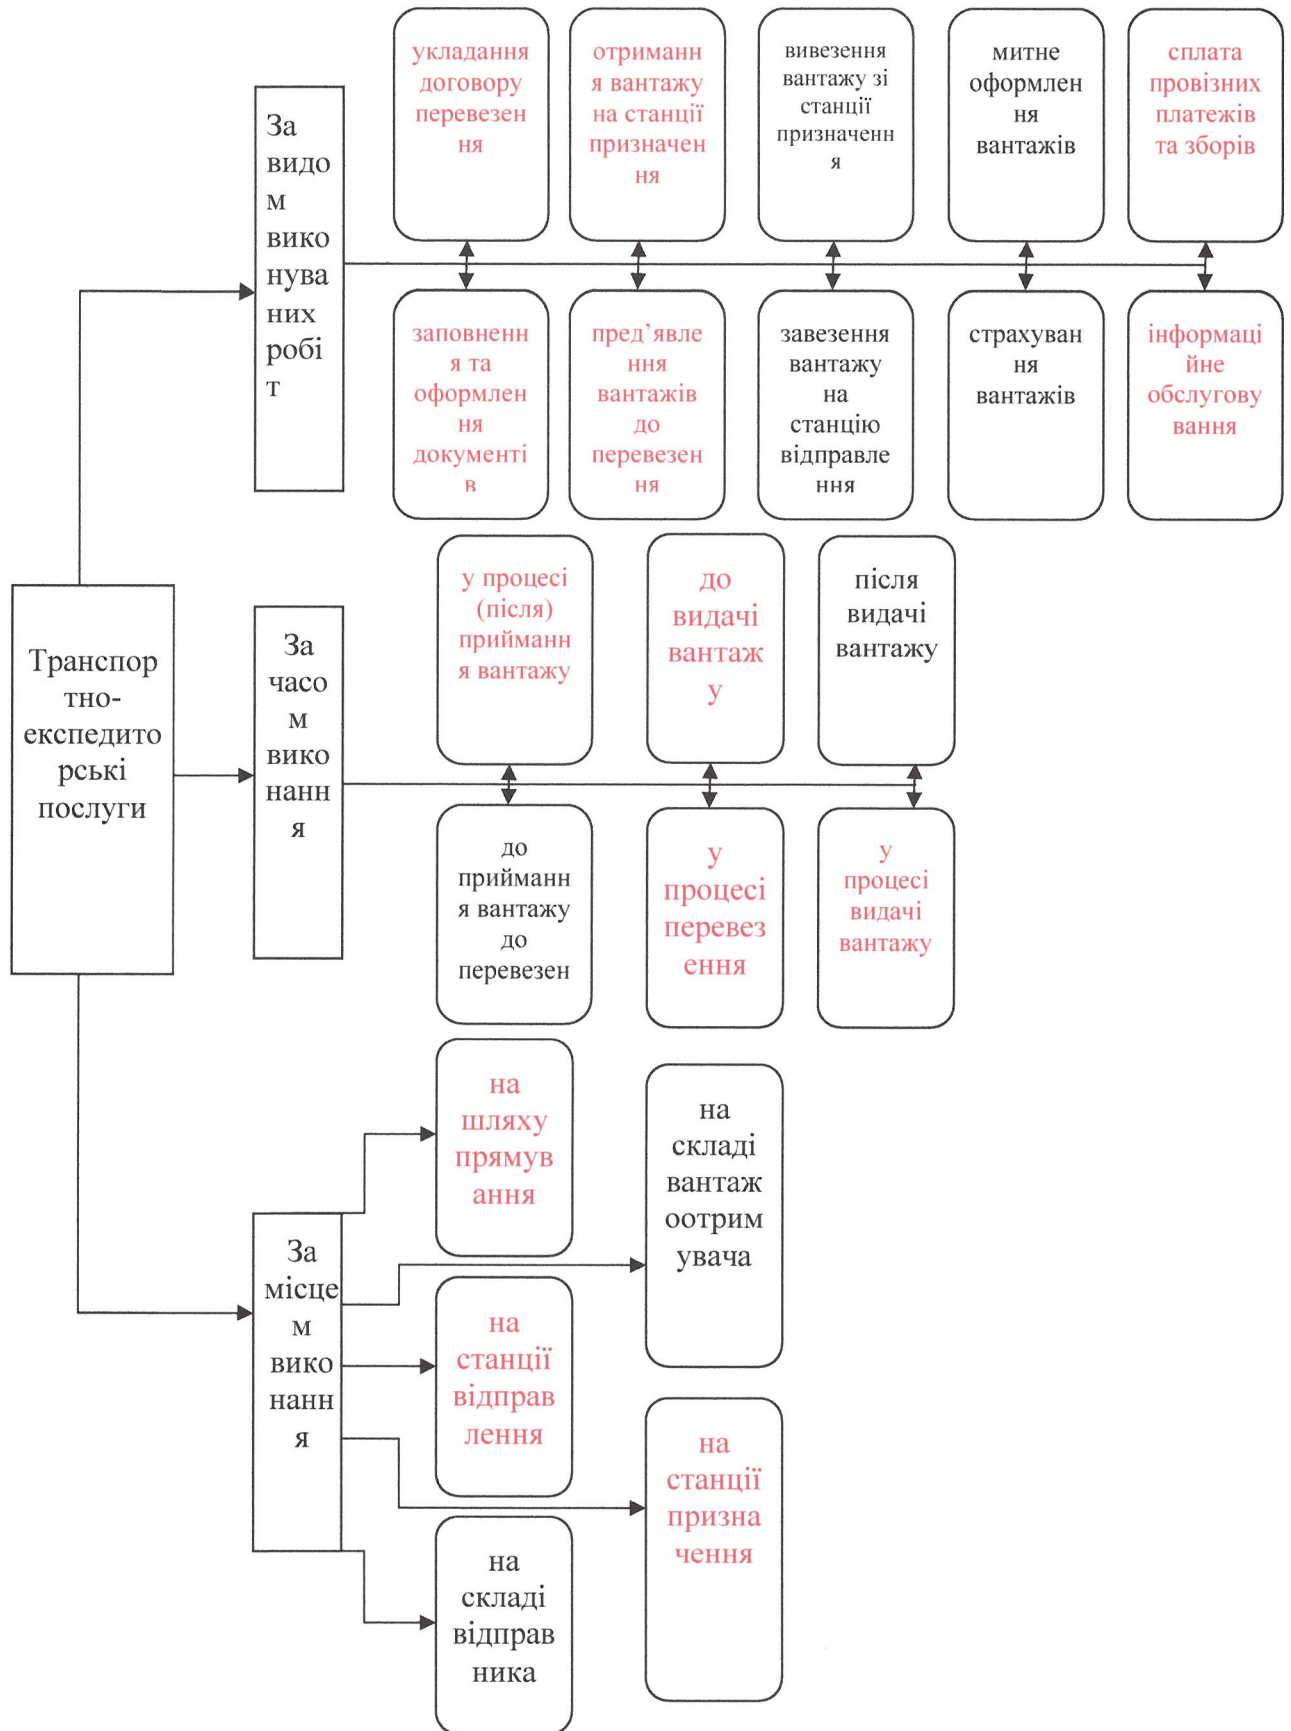 укладання
договору
перевезен
ня
отриманн
я вантажу
на станції
призначен
ня
вивезення
вантажу зі
станції
призначенн
я
митне
оформлен
ня
вантажів
сплата
провізних
платежів
та зборів
За
видо
м
вико
нува
них
робі
т
заповненн
я та
оформлен
ня
документі
в
пред’явле
ння
вантажів
до
перевезен
ня
завезення
вантажу
на
станцію
відправле
ння
страхуван
ня
вантажів
інформаці
йне
обслугову
вання
Транспор
тно-
експедито
рські
послуги
За
часо
м
вико
нанн
я
у процесі
(після)
прийманн
я вантажу
до
видачі
вантаж
у
після
видачі
вантажу
до
прийманн
я вантажу
до
перевезен
у
процесі
перевез
ення
у
процесі
видачі
вантажу
За
місце
м
вико
нанн
я
на
шляху
прямув
ання
на
складі
вантаж
оотрим
увача
на
станції
відправ
лення
на
станції
призна
чення
на
складі
відправ
ника